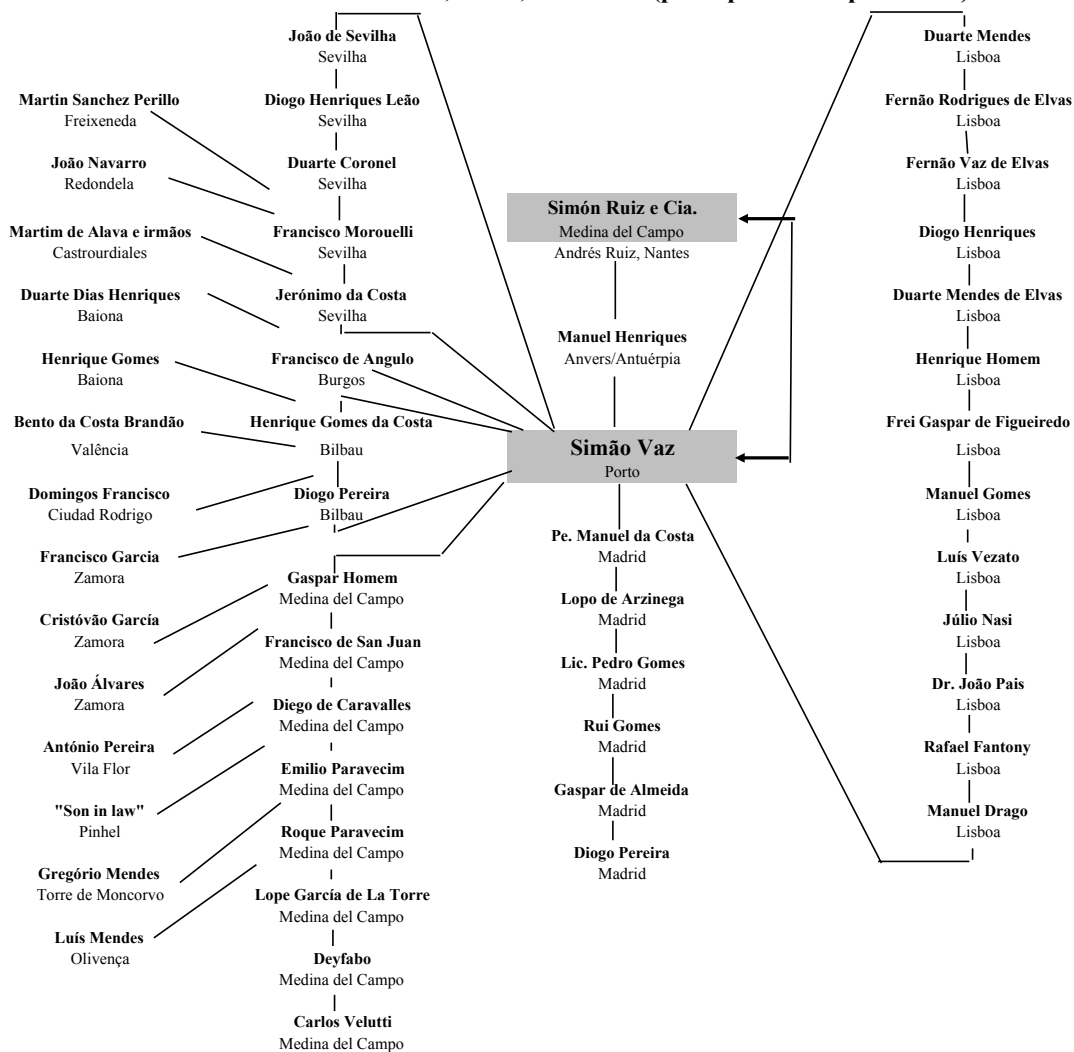 João de Sevilha
Sevilha
Diogo Henriques Leão
Sevilha
Duarte Coronel
Sevilha
Francisco Morouelli
Sevilha
Jerónimo da Costa
Sevilha
Francisco de Angulo
Burgos
Henrique Gomes da Costa
Bilbau
Diogo Pereira
Bilbau
Gaspar Homem
Medina del Campo
Francisco de San Juan
Medina del Campo
Diego de Caravalles
Medina del Campo
Emilio Paravecim
Medina del Campo
Roque Paravecim
Medina del Campo
Lope García de La Torre
Medina del Campo
Deyfabo
Medina del Campo
Carlos Velutti
Medina del Campo
Martin Sanchez Perillo
Freixeneda
João Navarro
Redondela
Martim de Alava e irmãos
Castrourdiales
Duarte Dias Henriques
Baiona
Henrique Gomes
Baiona
Bento da Costa Brandão
Valência
Domingos Francisco
Ciudad Rodrigo
Francisco Garcia
Zamora
Cristóvão García
Zamora
João Álvares
Zamora
António Pereira
Vila Flor
"Son in law"
Pinhel
Gregório Mendes
Torre de Moncorvo
Luís Mendes
Olivença
Simón Ruiz e Cia.
Medina del Campo
Andrés Ruiz, Nantes
Manuel Henriques
Anvers/Antuérpia
Simão Vaz
Porto
Pe. Manuel da Costa
Madrid
Lopo de Arzinega
Madrid
Lic. Pedro Gomes
Madrid
Rui Gomes
Madrid
Gaspar de Almeida
Madrid
Diogo Pereira
Madrid
Duarte Mendes
Lisboa
Fernão Rodrigues de Elvas
Lisboa
Fernão Vaz de Elvas
Lisboa
Diogo Henriques
Lisboa
Duarte Mendes de Elvas
Lisboa
Henrique Homem
Lisboa
Frei Gaspar de Figueiredo
Lisboa
Manuel Gomes
Lisboa
Luís Vezato
Lisboa
Júlio Nasi
Lisboa
Dr. João Pais
Lisboa
Rafael Fantony
Lisboa
Manuel Drago
Lisboa